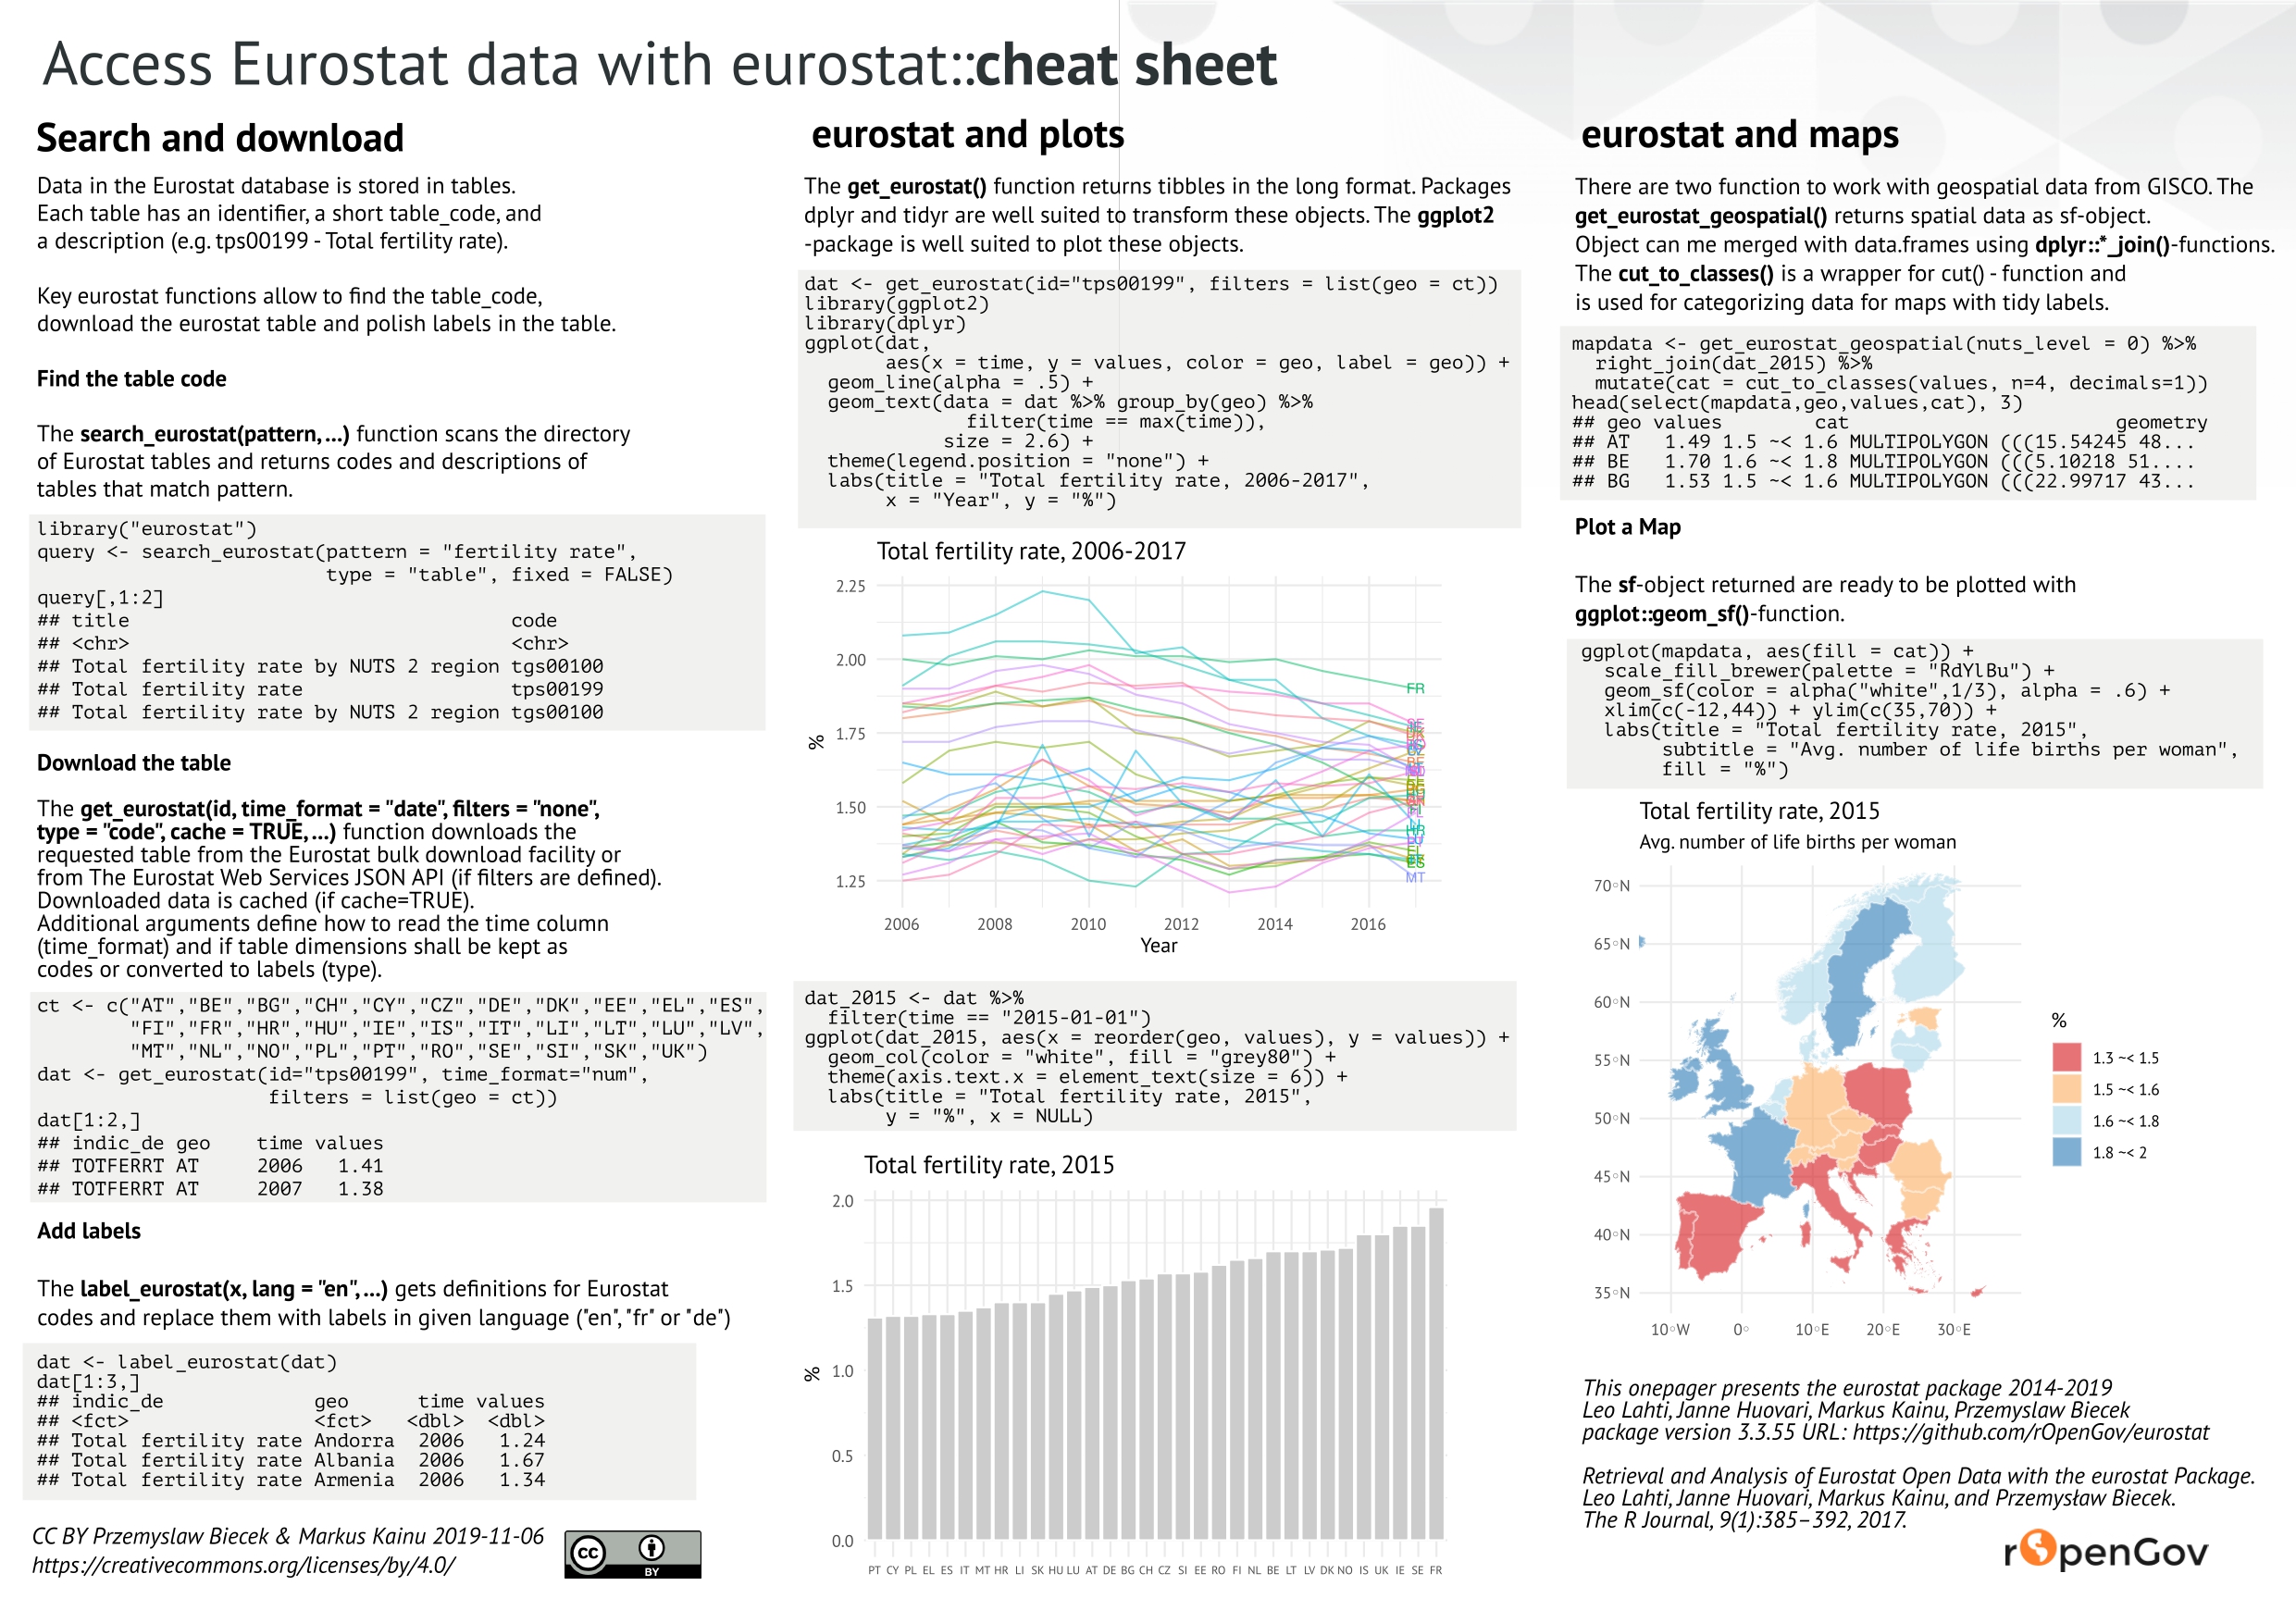 Access Eurostat data with eurostat::cheat sheet
Search and download
Data in the Eurostat database is stored in tables.
Each table has an identifier, a short table_code, and
a description (e.g. tps00199 - Total fertility rate).
Key eurostat functions allow to find the table_code,
download the eurostat table and polish labels in the table.
Find the table code
The search_eurostat(pattern, ...) function scans the directory
of Eurostat tables and returns codes and descriptions of
tables that match pattern.
library("eurostat")
query <- search_eurostat(pattern = "fertility rate",
type = "table", fixed = FALSE)
query[,1:2]
## title code
## <chr> <chr>
## Total fertility rate by NUTS 2 region tgs00100
## Total fertility rate tps00199
## Total fertility rate by NUTS 2 region tgs00100
Download the table
The get_eurostat(id, time_format = "date", filters = "none",
type = "code", cache = TRUE, ...) function downloads the
requested table from the Eurostat bulk download facility or
from The Eurostat Web Services JSON API (if filters are defined).
Downloaded data is cached (if cache=TRUE).
Additional arguments define how to read the time column
(time_format) and if table dimensions shall be kept as
codes or converted to labels (type).
ct <- c("AT","BE","BG","CH","CY","CZ","DE","DK","EE","EL","ES",
"FI","FR","HR","HU","IE","IS","IT","LI","LT","LU","LV",
"MT","NL","NO","PL","PT","RO","SE","SI","SK","UK")
dat <- get_eurostat(id="tps00199", time_format="num",
filters = list(geo = ct))
dat[1:2,]
## indic_de geo time values
## TOTFERRT AT 2006 1.41
## TOTFERRT AT 2007 1.38
Add labels
The label_eurostat(x, lang = "en", ...) gets definitions for Eurostat
codes and replace them with labels in given language ("en", "fr" or "de")
dat <- label_eurostat(dat)
dat[1:3,]
## indic_de geo time values
## <fct> <fct> <dbl> <dbl>
## Total fertility rate Andorra 2006 1.24
## Total fertility rate Albania 2006 1.67
## Total fertility rate Armenia 2006 1.34
CC BY Przemyslaw Biecek & Markus Kainu 2019-11-06
https://creativecommons.org/licenses/by/4.0/
cc
BY
eurostat and plots
The get_eurostat() function returns tibbles in the long format. Packages
dplyr and tidyr are well suited to transform these objects. The ggplot2
-package is well suited to plot these objects.
dat <- get_eurostat(id="tps00199", filters = list(geo = ct))
library(ggplot2)
library(dplyr)
ggplot(dat,
aes(x = time, y = values, color = geo, label = geo)) +
geom_line(alpha = .5) +
geom_text(data = dat %>% group_by(geo) %>%
filter(time == max(time)),
size = 2.6) +
theme(legend.position = "none") +
labs(title = "Total fertility rate, 2006-2017",
x = "Year", y = "%")
Total fertility rate, 2006-2017
2.25
2.00
1.75
1.50
1.25
%
FR
HR
ES
MT
2006 2008 2010 2012 2014 2016
Year
dat_2015 <- dat %>%
filter(time == "2015-01-01")
ggplot(dat_2015, aes(x = reorder(geo, values), y = values)) +
geom_col(color = "white", fill = "grey80") +
theme(axis.text.x = element_text(size = 6)) +
labs(title = "Total fertility rate, 2015",
y = "%", x = NULL)
Total fertility rate, 2015
2.0
1.5
1.0
0.5
0.0
%
PT CY PL EL ES IT MT HR LI SK HU LU AT DE BG CH CZ SI EE RO FI NL BE LT LV DK NO IS UK IE SE FR
eurostat and maps
There are two function to work with geospatial data from GISCO. The
get_eurostat_geospatial() returns spatial data as sf-object.
Object can me merged with data.frames using dplyr::*_join()-functions.
The cut_to_classes() is a wrapper for cut() - function and
is used for categorizing data for maps with tidy labels.
mapdata <- get_eurostat_geospatial(nuts_level = 0) %>%
right_join(dat_2015) %>%
mutate(cat = cut_to_classes(values, n=4, decimals=1))
head(select(mapdata,geo,values,cat), 3)
## geo values cat geometry
## AT 1.49 1.5 ~< 1.6 MULTIPOLYGON (((15.54245 48...
## BE 1.70 1.6 ~< 1.8 MULTIPOLYGON (((5.10218 51....
## BG 1.53 1.5 ~< 1.6 MULTIPOLYGON (((22.99717 43...
Plot a Map
The sf-object returned are ready to be plotted with
ggplot::geom_sf()-function.
ggplot(mapdata, aes(fill = cat)) +
scale_fill_brewer(palette = "RdYlBu") +
geom_sf(color = alpha("white",1/3), alpha = .6) +
xlim(c(-12,44)) + ylim(c(35,70)) +
labs(title = "Total fertility rate, 2015",
subtitle = "Avg. number of life births per woman",
fill = "%")
Total fertility rate, 2015
Avg. number of life births per woman
70°N
65°N
60°N
55°N
50°N
45°N
40°N
35°N
10°W 0° 10°E 20°E 30°E
%
1.3 ~< 1.5
1.5 ~< 1.6
1.6 ~< 1.8
1.8 ~< 2
This onepager presents the eurostat package 2014-2019
Leo Lahti, Janne Huovari, Markus Kainu, Przemyslaw Biecek
package version 3.3.55 URL: https://github.com/rOpenGov/eurostat
Retrieval and Analysis of Eurostat Open Data with the eurostat Package.
Leo Lahti, Janne Huovari, Markus Kainu, and Przemysław Biecek.
The R Journal, 9(1):385–392, 2017.
rOpenGov